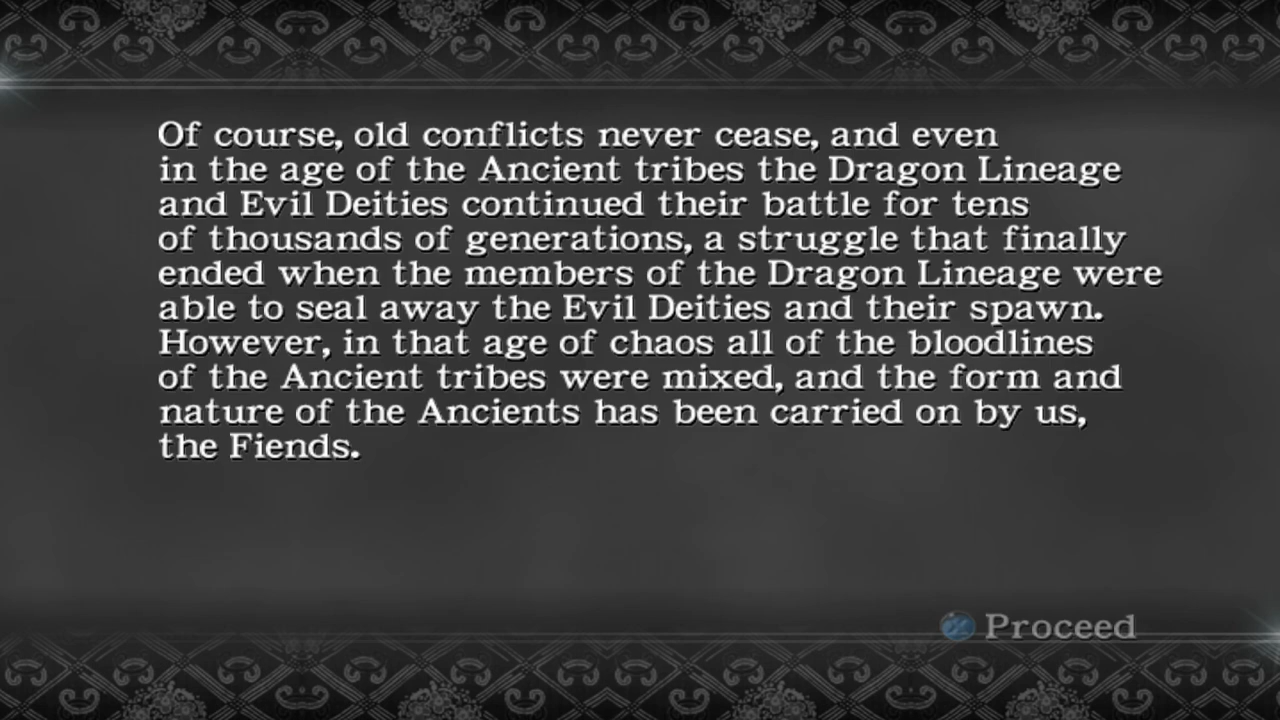 Of course, old conflicts never cease, and even
in the age of the Ancient tribes the Dragon Lineage
and Evil Deities continued their battle for tens
of thousands of generations, a struggle that finally
ended when the members of the Dragon Lineage were
able to seal away the Evil Deities and their spawn.
However, in that age of chaos all of the bloodlines
of the Ancient tribes were mixed, and the form and
nature of the Ancients has been carried on by us,
the Fiends.
Proceed